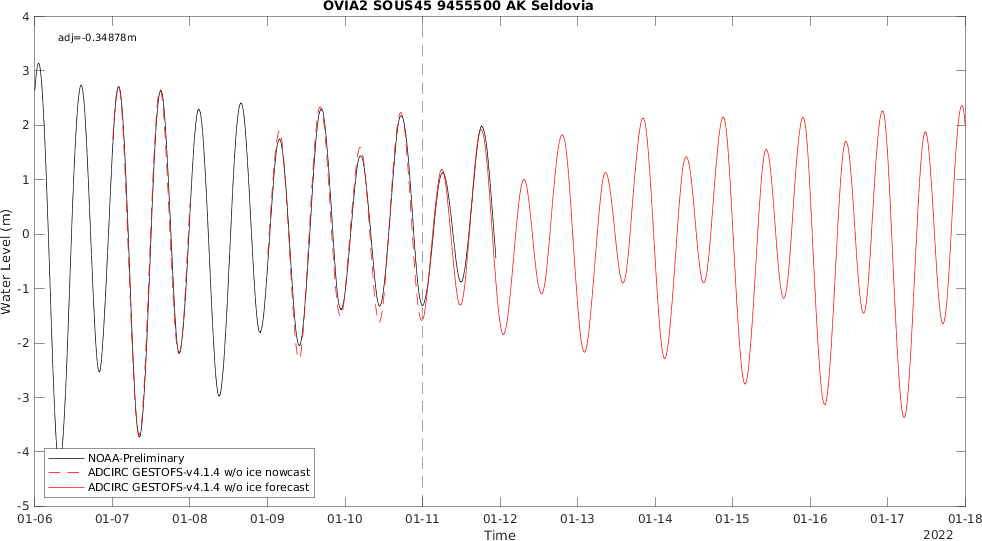 OVIA2 SOUS45 9455500 AK Seldovia
adj=-0.34878m
4
3
2
1
0
-1
-2
-3
-4
-5
Water Level (m)
NOAA-Preliminary
ADCIRC GESTOFS-v4.1.4 w/o ice nowcast
ADCIRC GESTOFS-v4.1.4 w/o ice forecast
01-06 01-07 01-08 01-09 01-10 01-11 01-12 01-13 01-14 01-15 01-16 01-17 01-18
Time
2022